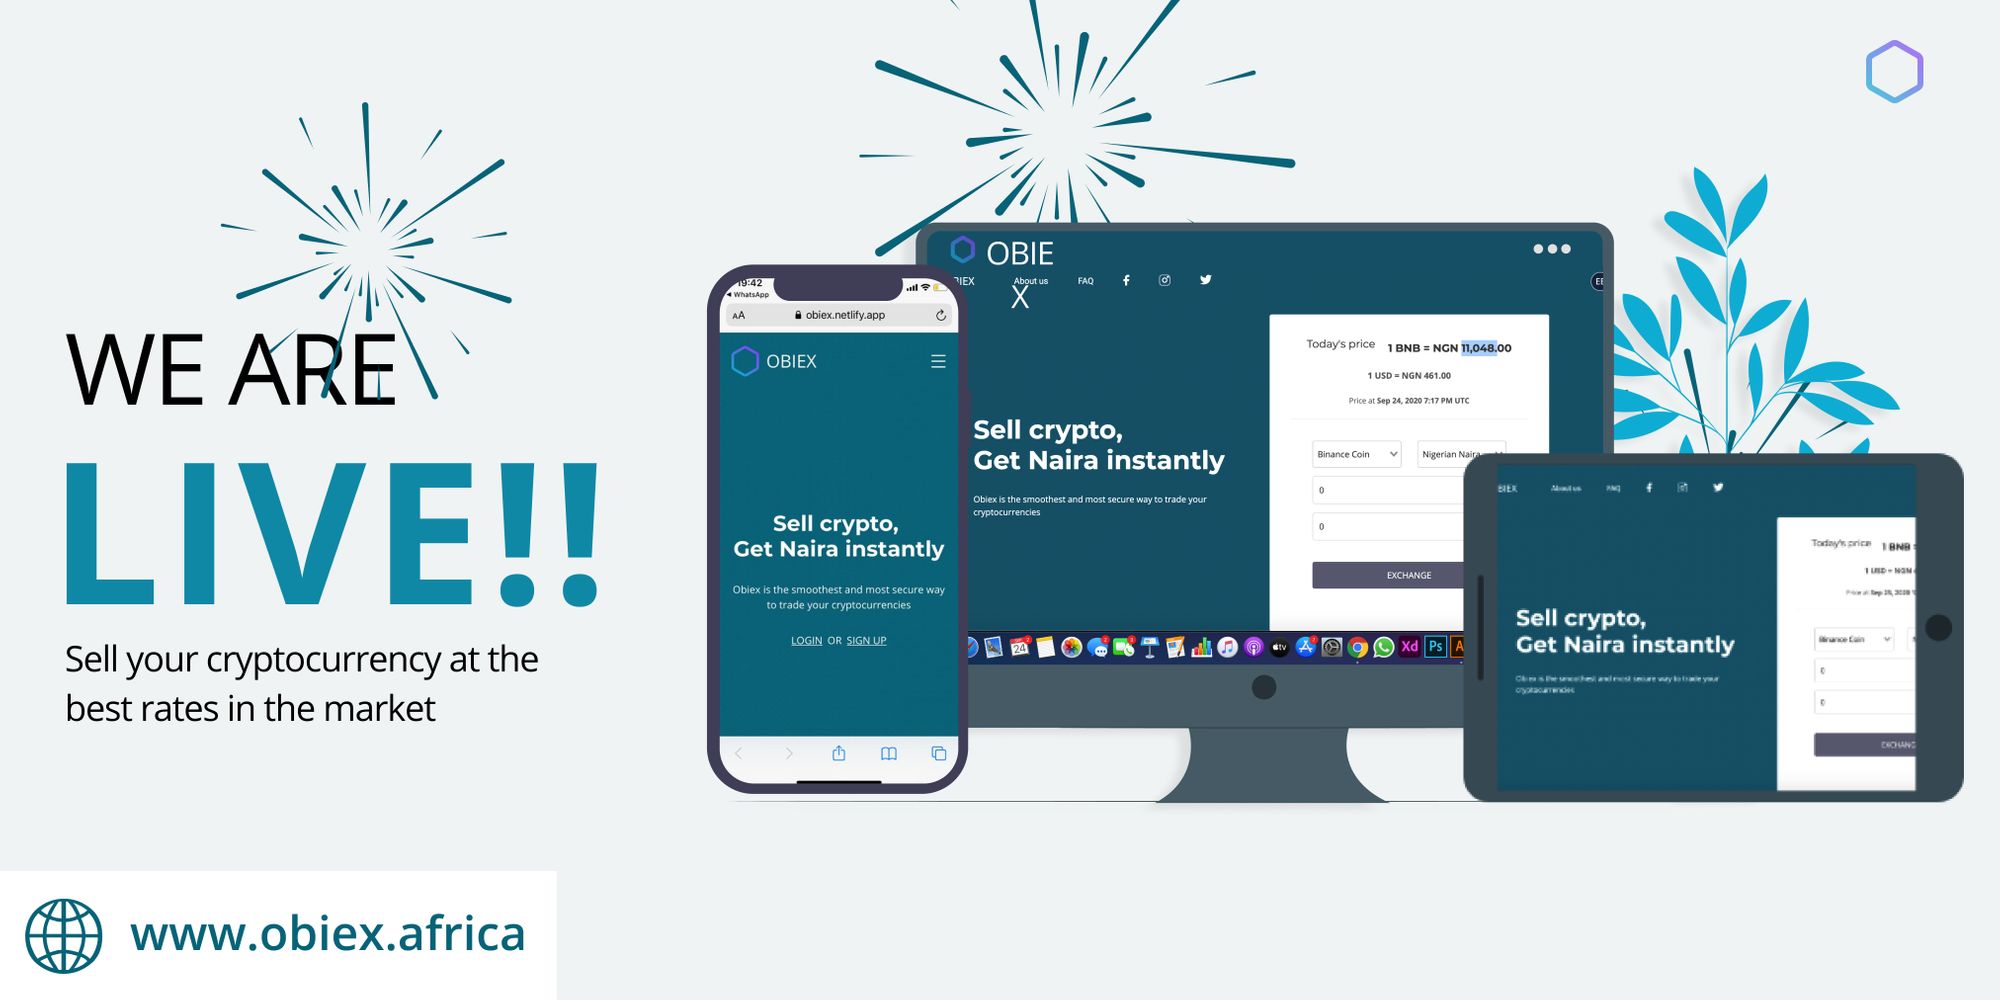 WE ARE
LIVE!!
Sell your cryptocurrency at the
best rates in the market
www.obiex.africa
19:42
WhatsApp
AA obiex.netlify.app
OBIEX
Sell crypto,
Get Naira instantly
Obiex is the smoothest and most secure way
to trade your cryptocurrencies
LOGIN OR SIGN UP
OBIE
X
BIEX About us FAQ
Sell crypto,
Get Naira instantly
Obiex is the smoothest and most secure way to trade your
cryptocurrencies
Today's price 1 BNB = NGN 11,048.00
1 USD = NGN 461.00
Price at Sep 24, 2020 7:17 PM UTC
Binance Coin Nigerian Naira
0
0
EXCHANGE
24
tv
Xd Ps
BIEX About us FAQ
Sell crypto,
Get Naira instantly
Obiex is the smoothest and most secure way to trade your
cryptocurrencies
Today's price 1 BNB =
1 USD = NGN
Price at Sep 25, 2020
Binance Coin
0
0
EXCHANG